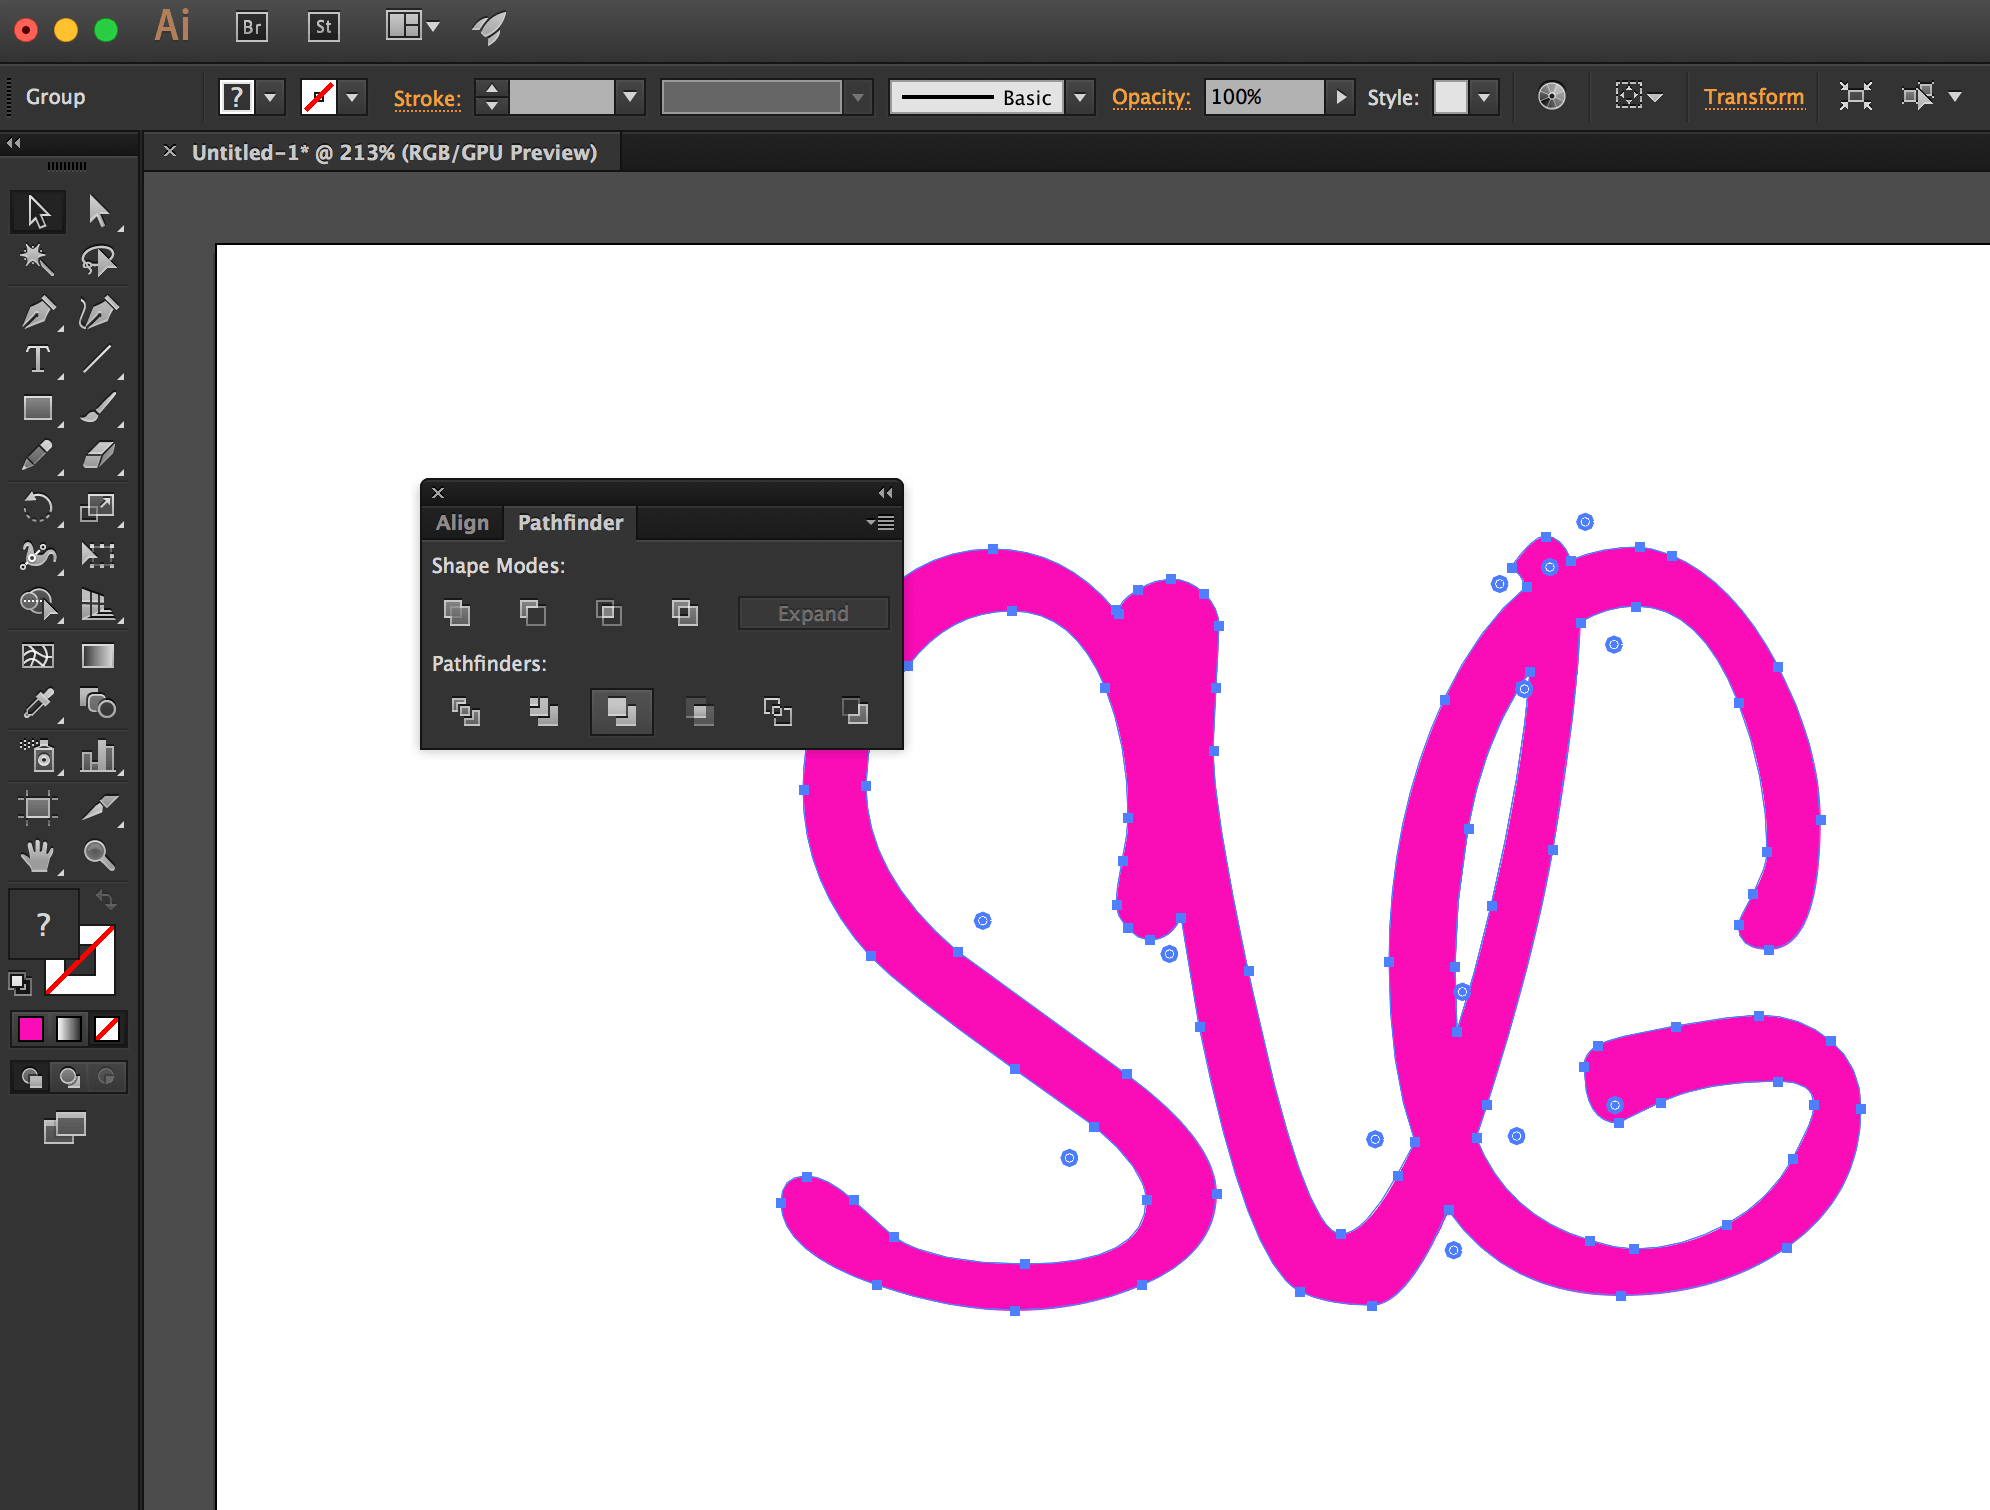 Ai Br St
Group ? Stroke: Basic Opacity: 100% Style: Transform
Untitled-1* @ 213% (RGB/GPU Preview)
T
Align Pathfinder
Shape Modes:
Expand
Pathfinders:
?
SVG